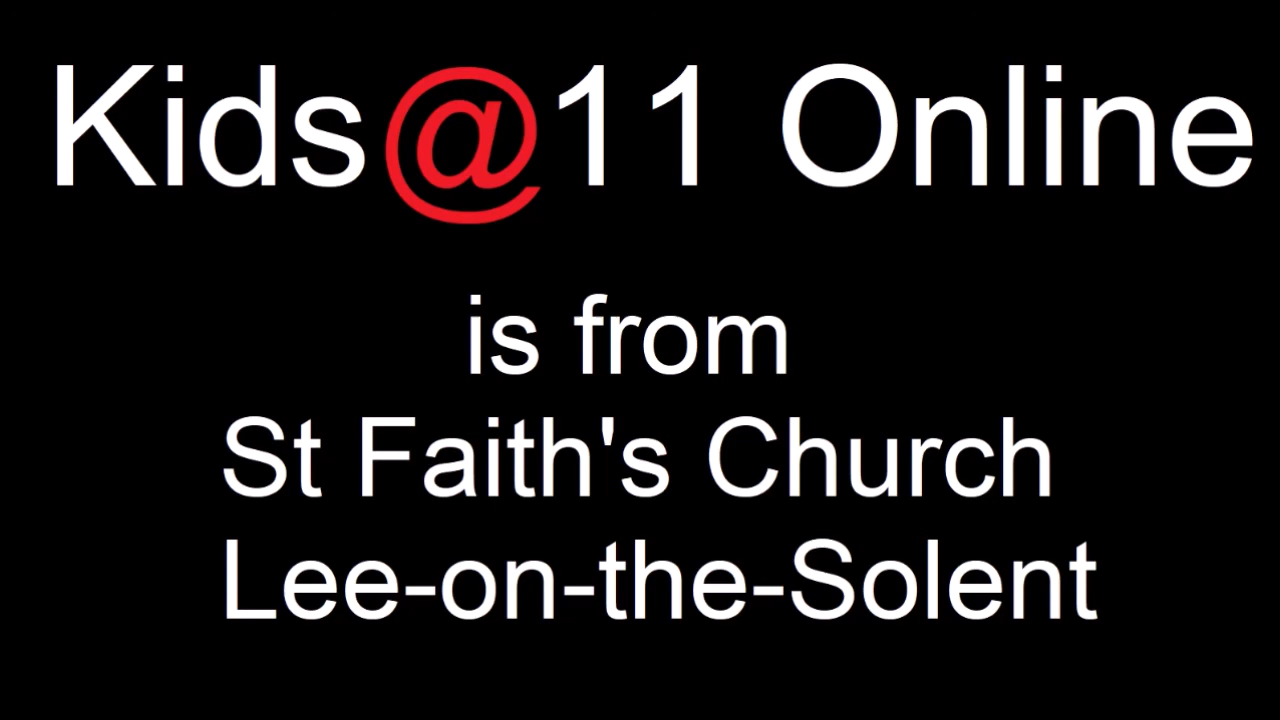 Kids@11 Online
is from
St Faith's Church
Lee-on-the-Solent